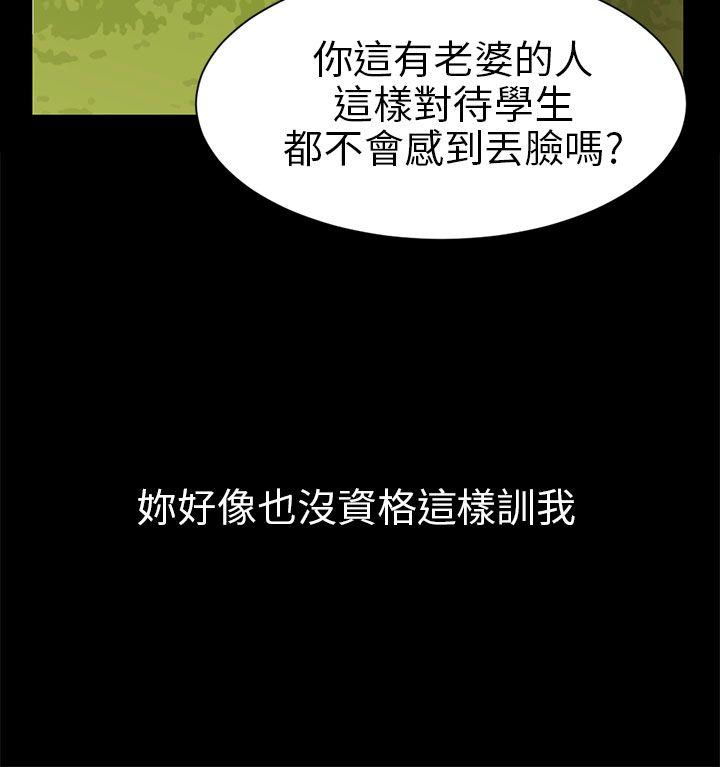 你這有老婆的人
這樣對待學生
都不會感到丟臉嗎?
妳好像也沒資格這樣訓我